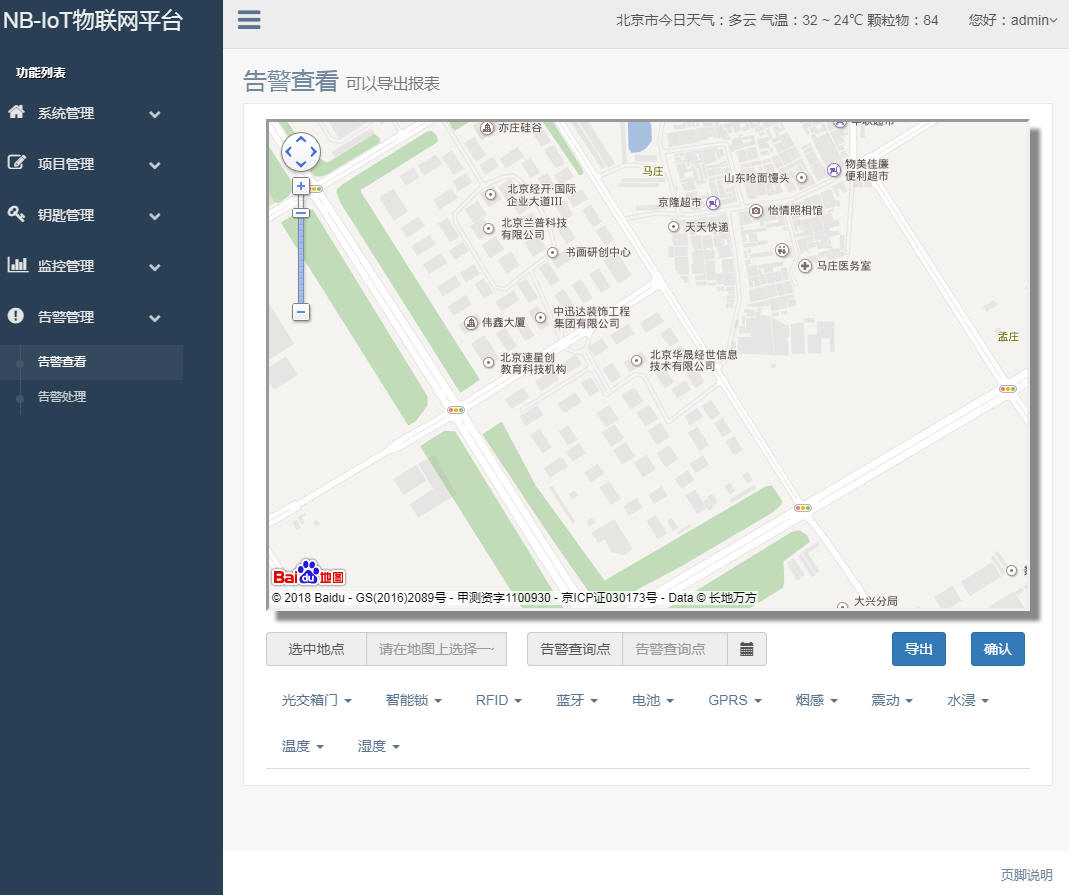 NB-IoT物联网平台
北京市今日天气：多云 气温：32 ~ 24℃ 颗粒物：84
您好：admin
功能列表
系统管理
项目管理
钥匙管理
监控管理
告警管理
告警查看
告警处理
告警查看 可以导出报表
亦庄硅谷
马庄
物美佳廉
便利超市
山东呛面馒头
北京经开·国际
企业大道III
京隆超市
怡情照相馆
北京兰普科技
有限公司
天天快递
书画研创中心
马庄医务室
中迅达装饰工程
集团有限公司
伟鑫大厦
孟庄
北京速星创
教育科技机构
北京华晟经世信息
技术有限公司
Bai du 地图
大兴分局
© 2018 Baidu - GS(2016)2089号 - 甲测资字1100930 - 京ICP证030173号 - Data © 长地万方
选中地点
请在地图上选择一
告警查询点
告警查询点
导出
确认
光交箱门
智能锁
RFID
蓝牙
电池
GPRS
烟感
震动
水浸
温度
湿度
页脚说明